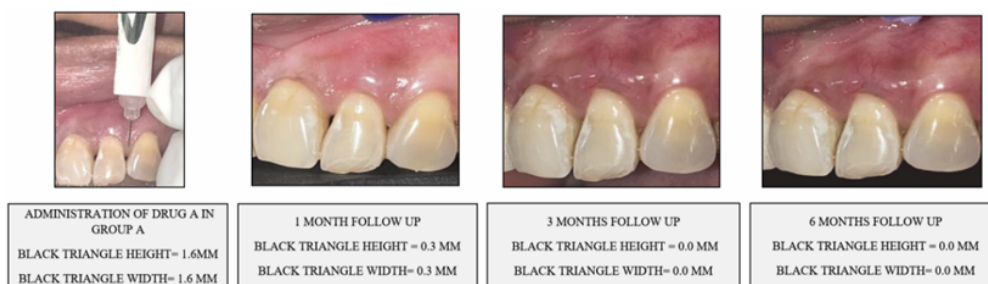 ADMINISTRATION OF DRUG A IN
GROUP A
BLACK TRIANGLE HEIGHT= 1.6MM
BLACK TRIANGLE WIDTH= 1.6 MM
1 MONTH FOLLOW UP
BLACK TRIANGLE HEIGHT = 0.3 MM
BLACK TRIANGLE WIDTH= 0.3 MM
3 MONTHS FOLLOW UP
BLACK TRIANGLE HEIGHT = 0.0 MM
BLACK TRIANGLE WIDTH= 0.0 MM
6 MONTHS FOLLOW UP
BLACK TRIANGLE HEIGHT = 0.0 MM
BLACK TRIANGLE WIDTH= 0.0 MM